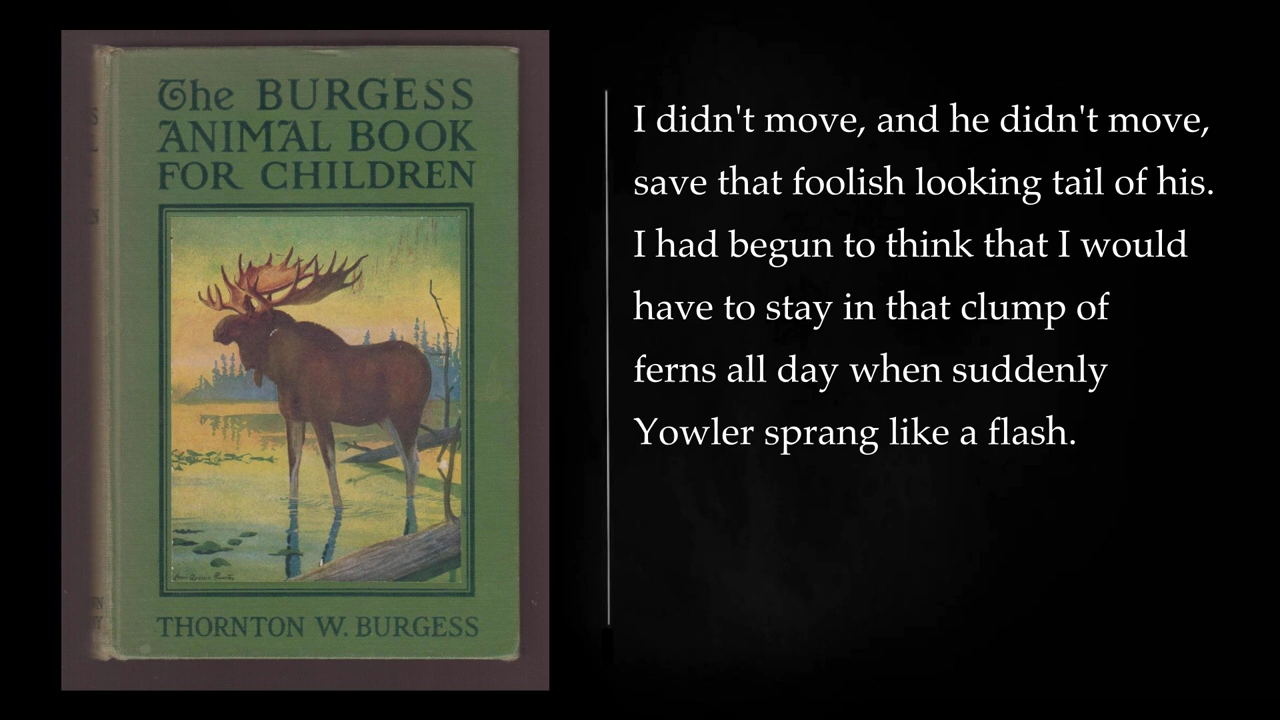 The BURGESS
ANIMAL BOOK
FOR CHILDREN
THORNTON W. BURGESS
I didn't move, and he didn't move,
save that foolish looking tail of his.
I had begun to think that I would
have to stay in that clump of
ferns all day when suddenly
Yowler sprang like a flash.